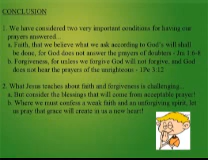 CONCLUSION
1. We have considered two very important conditions for having our
prayers answered...
a. Faith, that we believe what we ask according to God's will shall
be done, for God does not answer the prayers of doubters - Jm 1:6-8
b. Forgiveness, for unless we forgive God will not forgive, and God
does not hear the prayers of the unrighteous - 1Pe 3:12
2. What Jesus teaches about faith and forgiveness is challenging...
a. But consider the blessings that will come from acceptable prayer!
b. Where we must confess a weak faith and an unforgiving spirit, let
us pray that grace will create in us a new heart!